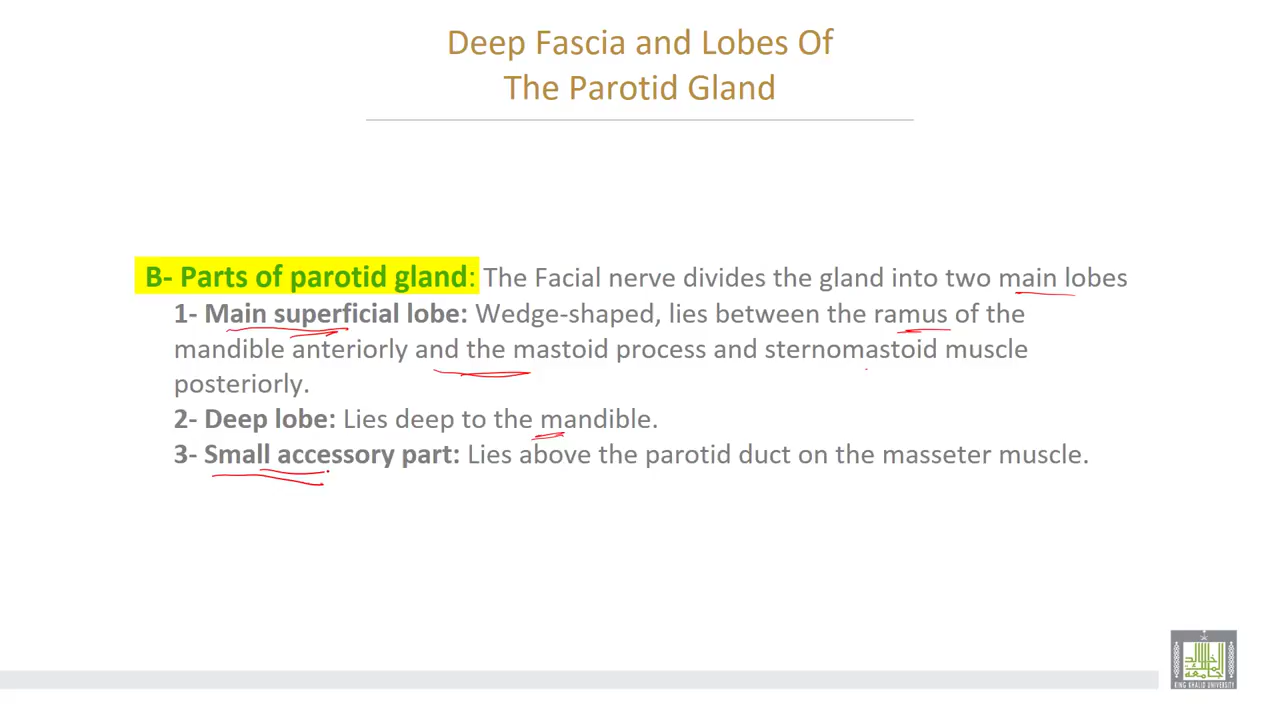 Deep Fascia and Lobes Of
The Parotid Gland
B- Parts of parotid gland: The Facial nerve divides the gland into two main lobes
1- Main superficial lobe: Wedge-shaped, lies between the ramus of the
mandible anteriorly and the mastoid process and sternomastoid muscle
posteriorly.
2- Deep lobe: Lies deep to the mandible.
3- Small accessory part: Lies above the parotid duct on the masseter muscle.
KING KHALID UNIVERSITY